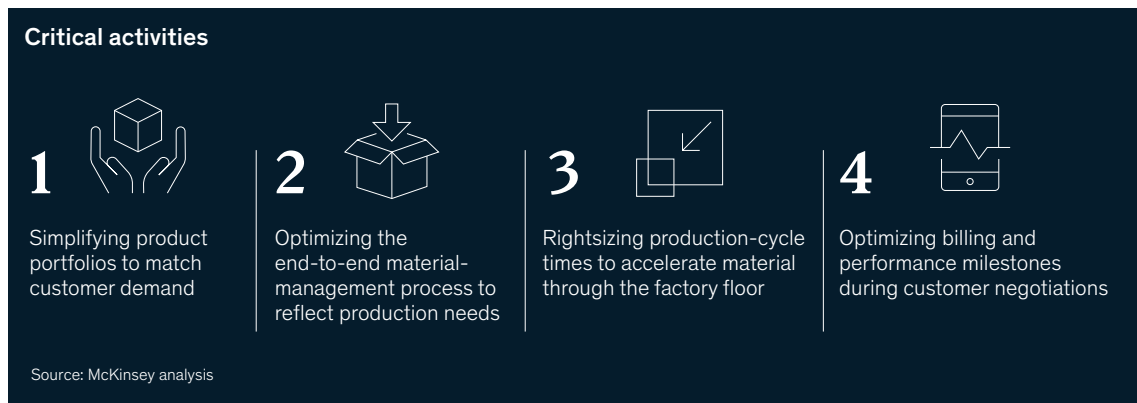 Critical activities
1
Simplifying product
portfolios to match
customer demand
2
Optimizing the
end-to-end material-
management process to
reflect production needs
3
Rightsizing production-cycle
times to accelerate material
through the factory floor
4
Optimizing billing and
performance milestones
during customer negotiations
Source: McKinsey analysis